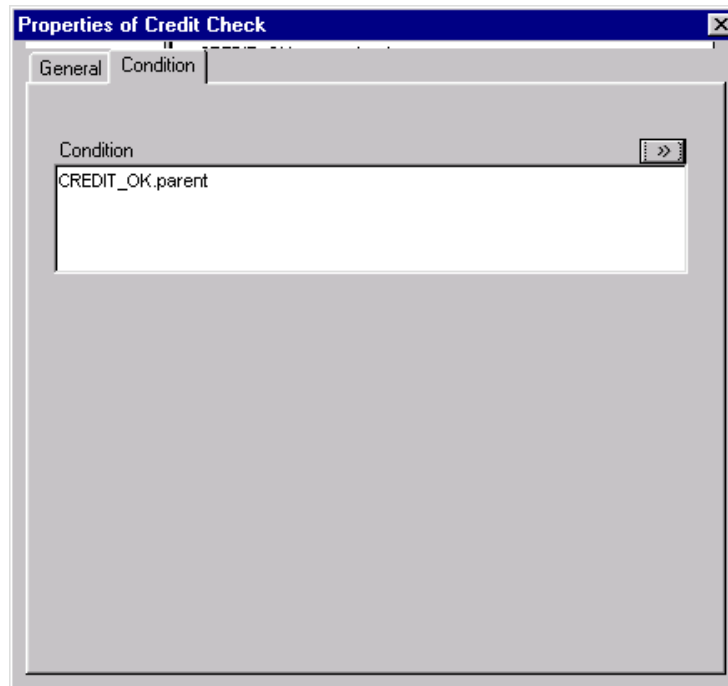 Properties of Credit Check
General
Condition
Condition
»
CREDIT_OK.parent